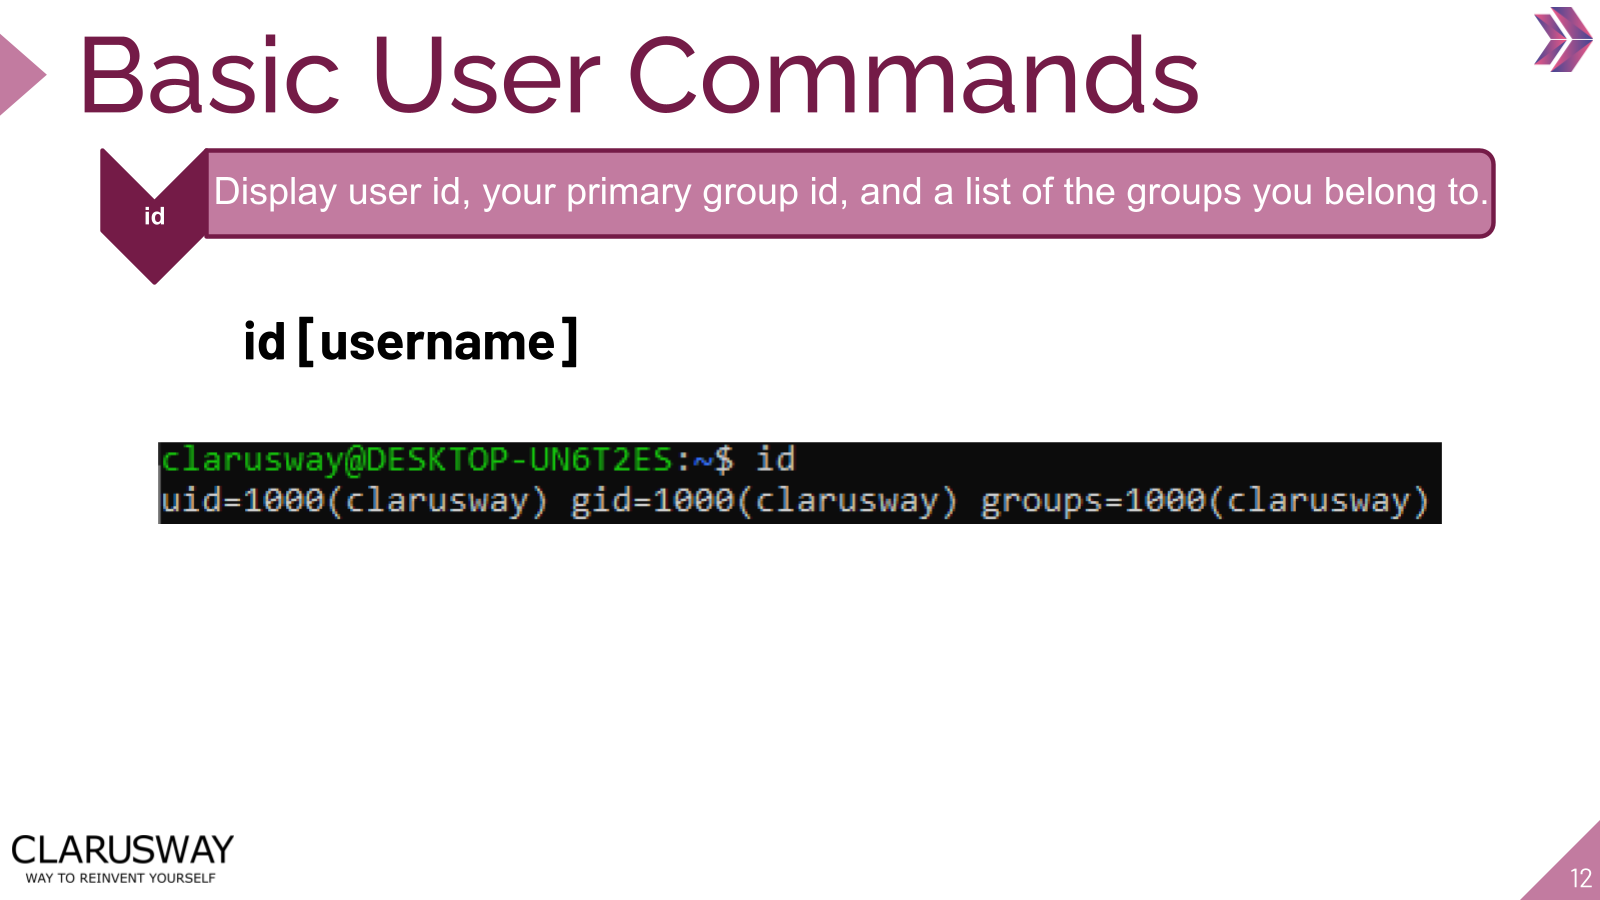 Basic User Commands
id
Display user id, your primary group id, and a list of the groups you belong to.
id [username]
clarusway@DESKTOP-UN6T2ES:~$ id
uid=1000(clarusway) gid=1000(clarusway) groups=1000(clarusway)
CLARUSWAY
WAY TO REINVENT YOURSELF
12